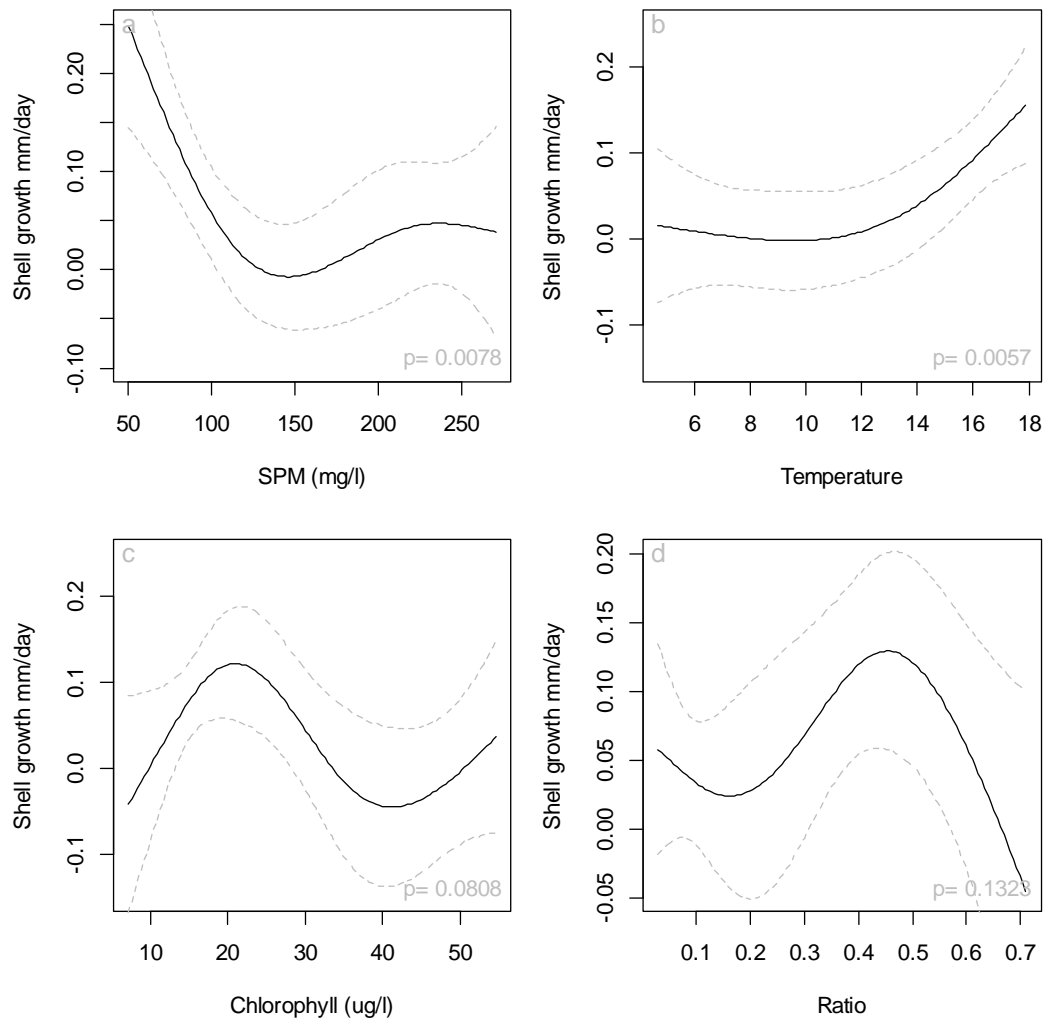 a
Shell growth mm/day
0.20
0.10
0.00
-0.10
p= 0.0078
50 100 150 200 250
SPM (mg/l)
b
Shell growth mm/day
0.2
0.1
0.0
-0.1
p= 0.0057
6 8 10 12 14 16 18
Temperature
c
Shell growth mm/day
0.2
0.1
0.0
-0.1
p= 0.0808
10 20 30 40 50
Chlorophyll (ug/l)
d
Shell growth mm/day
0.20
0.15
0.10
0.05
0.00
-0.05
p= 0.1323
0.1 0.2 0.3 0.4 0.5 0.6 0.7
Ratio